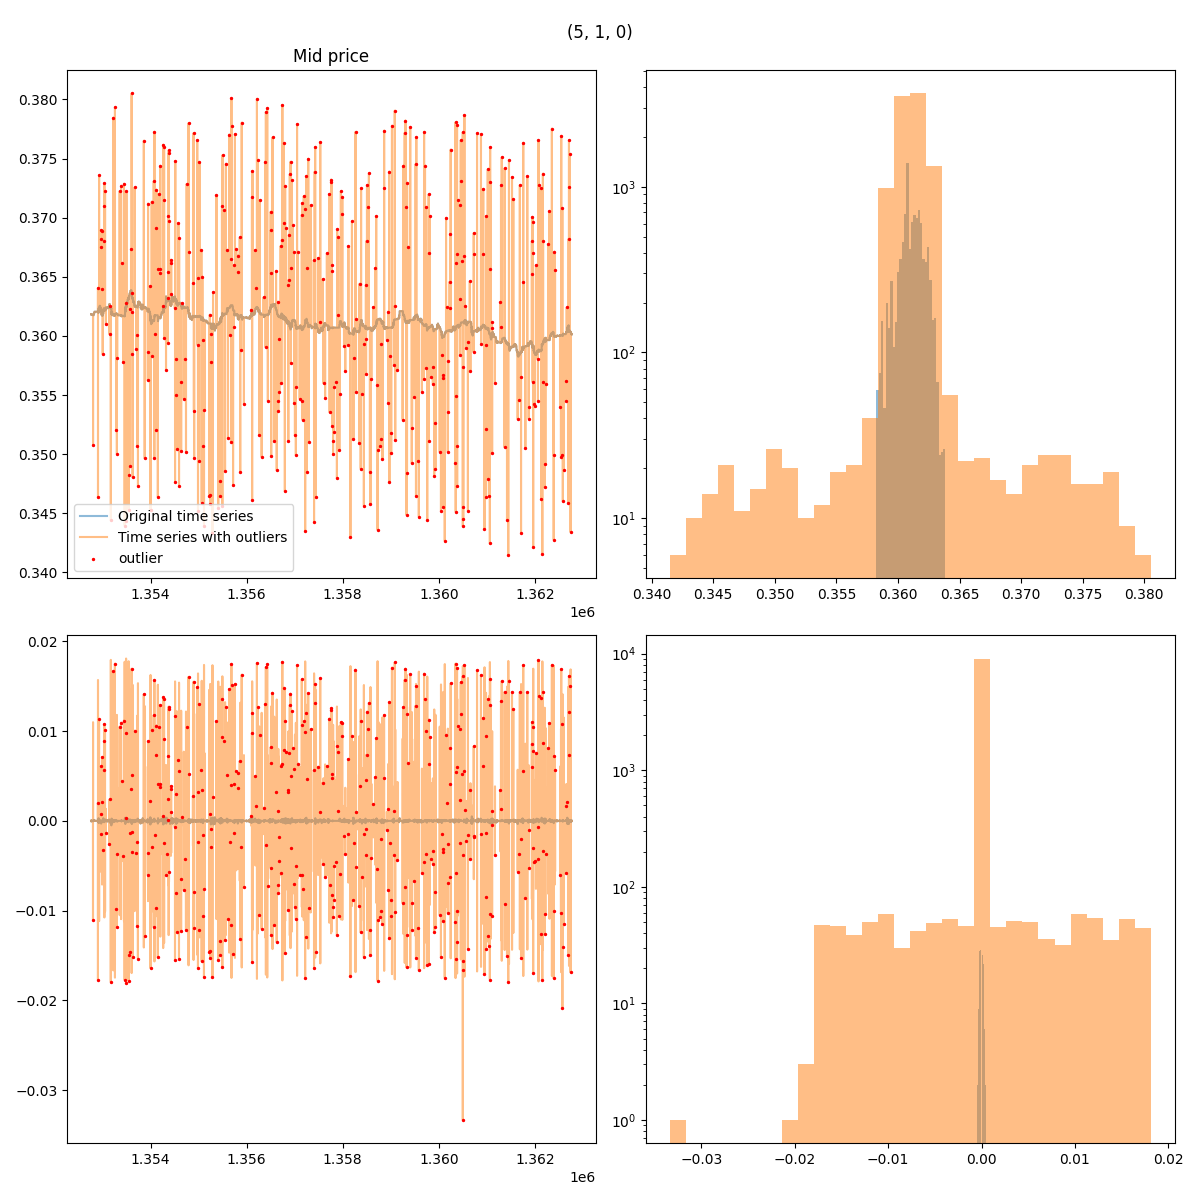 (5, 1, 0)
Mid price
0.380
0.375
0.370
0.365
0.360
0.355
0.350
0.345
0.340
Original time series
Time series with outliers
outlier
1.354 1.356 1.358 1.360 1.362
1e6
10³
10²
10¹
0.340 0.345 0.350 0.355 0.360 0.365 0.370 0.375 0.380
0.02
0.01
0.00
−0.01
−0.02
−0.03
1.354 1.356 1.358 1.360 1.362
1e6
10⁴
10³
10²
10¹
10⁰
−0.03 −0.02 −0.01 0.00 0.01 0.02